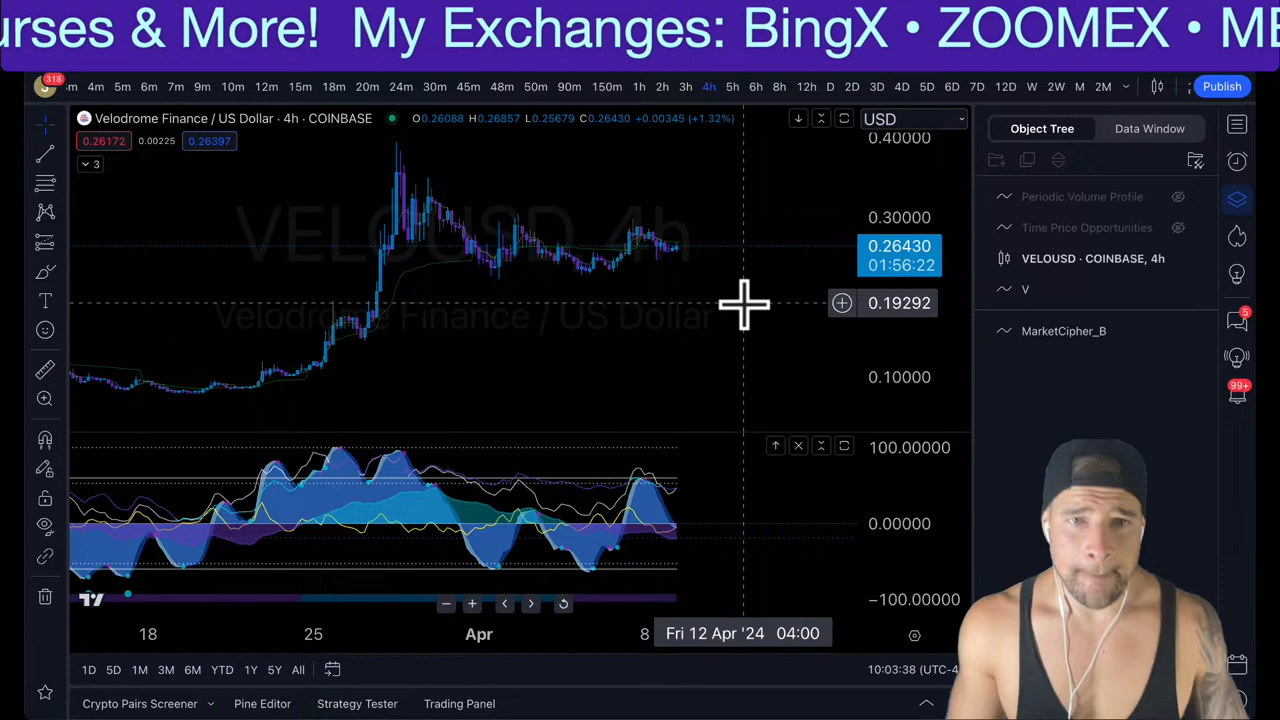 urses & More! My Exchanges: BingX • ZOOMEX • ME
318
m 4m 5m 6m 7m 9m 10m 12m 15m 18m 20m 24m 30m 36m 45m 48m 50m 90m 150m 1h 2h 3h 4h 5h 6h 8h 12h D 2D 3D 4D 5D 6D 7D 12D W 2W M 2M Publish
Velodrome Finance / US Dollar · 4h · COINBASE O0.26088 H0.26857 L0.25679 C0.26430 +0.00345 (+1.32%) USD
Object Tree Data Window
0.26172 0.00225 0.26397
0.40000
3
Periodic Volume Profile
VELOUSD, 4h
0.30000
Time Price Opportunities
0.26430
VELOUSD · COINBASE, 4h
01:56:22
V
0.19292
5
Velodrome Finance / US Dollar
MarketCipher_B
0.10000
99+
100.00000
0.00000
−100.00000
18 25 Apr 8 Fri 12 Apr '24 04:00
1D 5D 1M 3M 6M YTD 1Y 5Y All 10:03:38 (UTC-4
Crypto Pairs Screener Pine Editor Strategy Tester Trading Panel